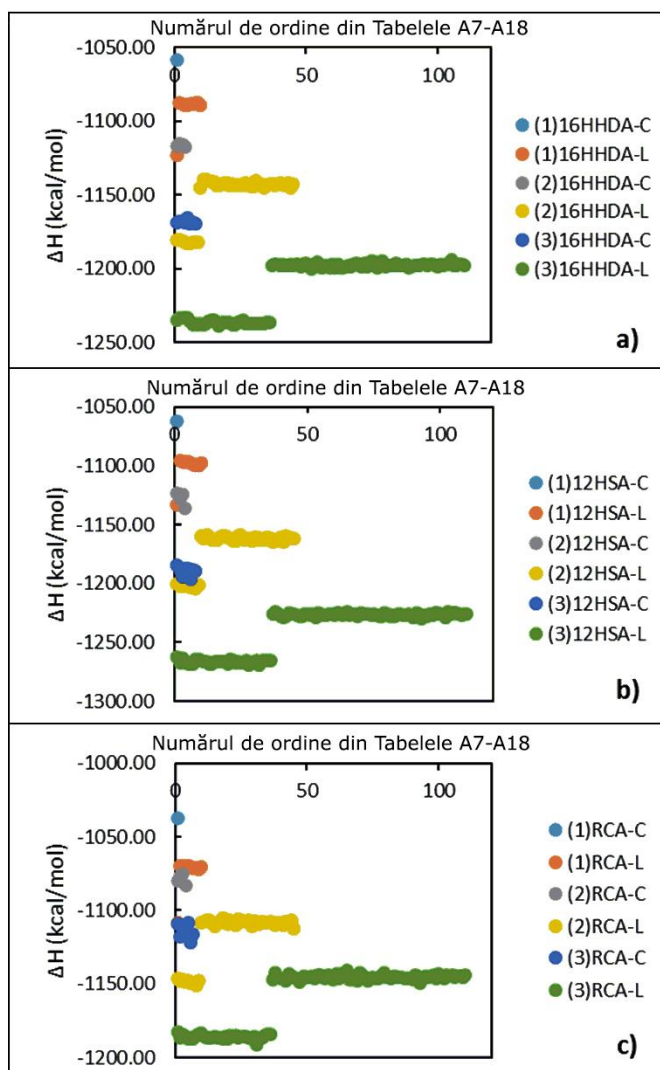 Numărul de ordine din Tabelele A7-A18
-1050.00
0 50 100
-1100.00
-1150.00
-1200.00
-1250.00
ΔH (kcal/mol)
(1)16HHDA-C
(1)16HHDA-L
(2)16HHDA-C
(2)16HHDA-L
(3)16HHDA-C
(3)16HHDA-L
a)
Numărul de ordine din Tabelele A7-A18
-1050.00
0 50 100
-1100.00
-1150.00
-1200.00
-1250.00
-1300.00
ΔH (kcal/mol)
(1)12HSA-C
(1)12HSA-L
(2)12HSA-C
(2)12HSA-L
(3)12HSA-C
(3)12HSA-L
b)
Numărul de ordine din Tabelele A7-A18
-1000.00
0 50 100
-1050.00
-1100.00
-1150.00
-1200.00
ΔH (kcal/mol)
(1)RCA-C
(1)RCA-L
(2)RCA-C
(2)RCA-L
(3)RCA-C
(3)RCA-L
c)